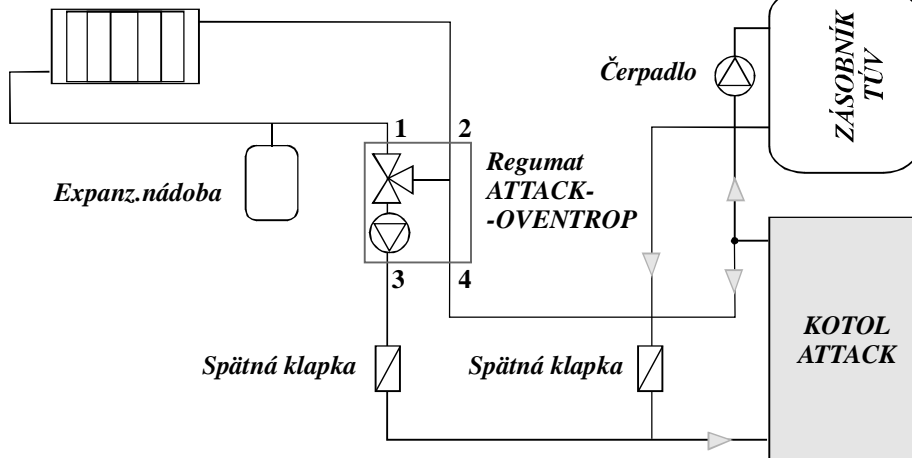 Čerpadlo
ZÁSOBNÍK
TÚV
1
2
Regumat
ATTACK-
-OVENTROP
Expanz.nádoba
3
4
Spätná klapka
Spätná klapka
KOTOL
ATTACK